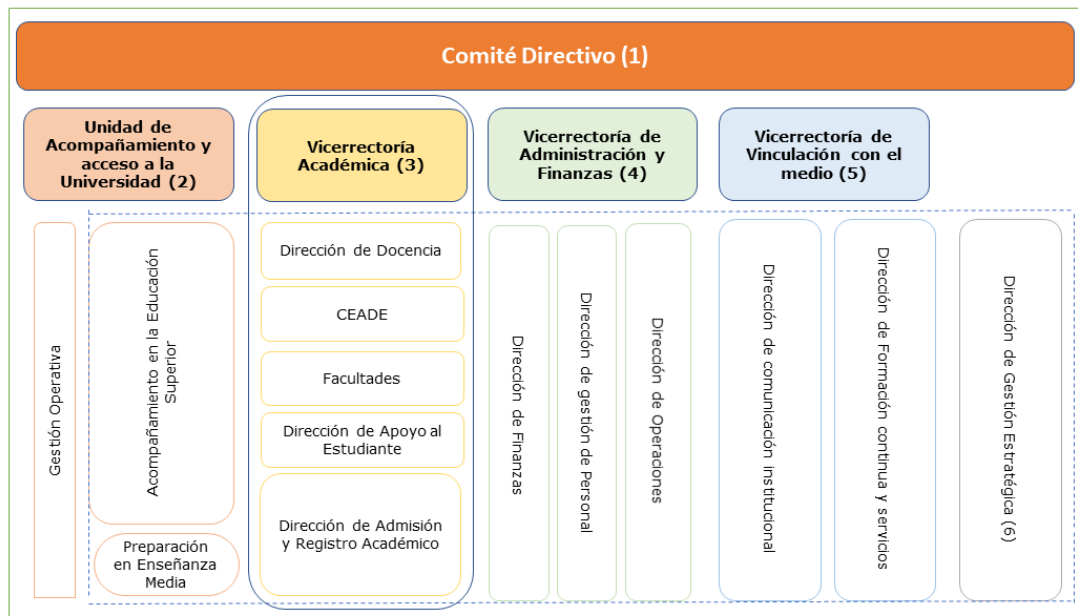 Comité Directivo (1)
Unidad de
Acompañamiento y
acceso a la
Universidad (2)
Vicerrectoría
Académica (3)
Vicerrectoría de
Administración y
Finanzas (4)
Vicerrectoría de
Vinculación con el
medio (5)
Gestión Operativa
Acompañamiento en la Educación
Superior
Preparación
en Enseñanza
Media
Dirección de Docencia
CEADE
Facultades
Dirección de Apoyo al
Estudiante
Dirección de Admisión
y Registro Académico
Dirección de Finanzas
Dirección de gestión de Personal
Dirección de Operaciones
Dirección de comunicación institucional
Dirección de Formación continua y servicios
Dirección de Gestión Estratégica (6)